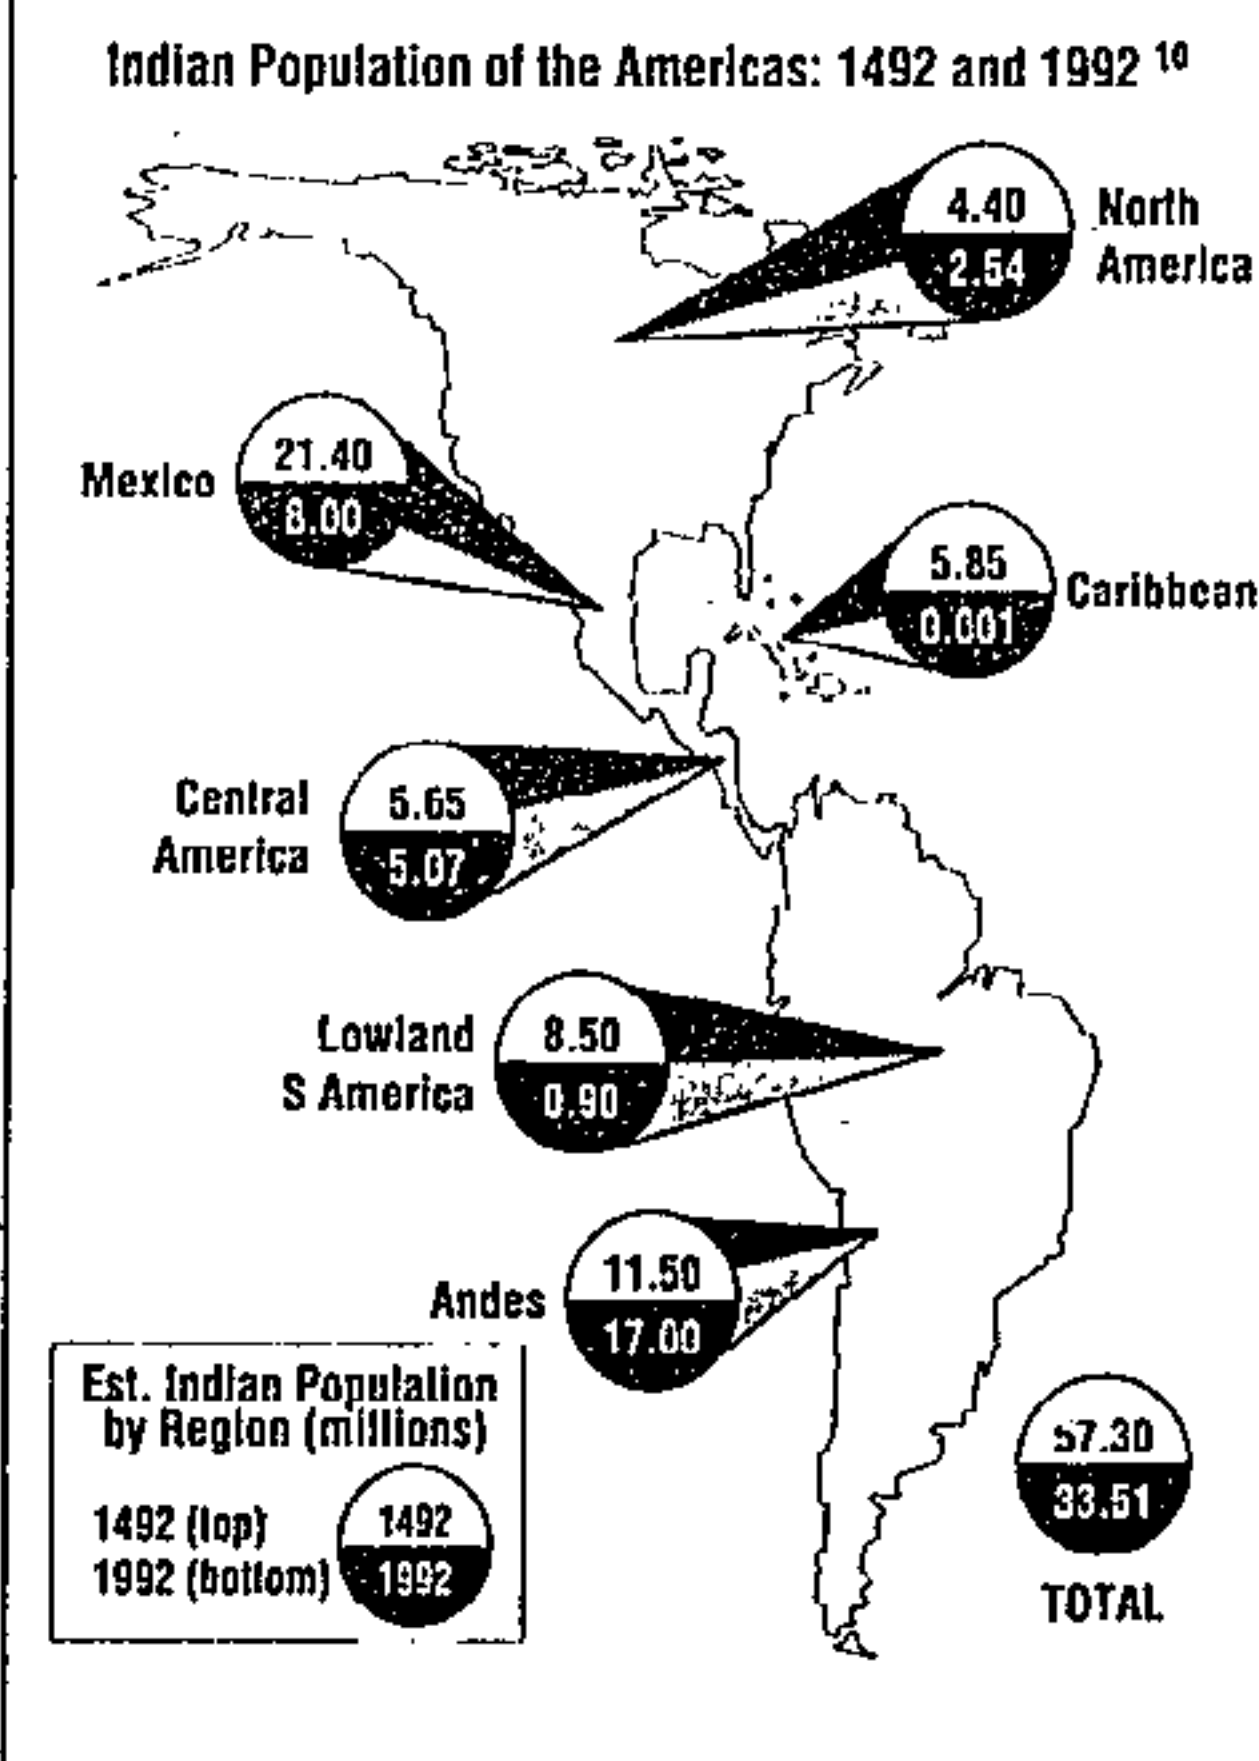 Indian Population of the Americas: 1492 and 1992 10
4.40
2.54
North
America
Mexico
21.40
8.00
5.85
0.001
Caribbean
Central
America
5.65
5.07
Lowland
S America
8.50
0.90
Andes
11.50
17.00
Est. Indian Population
by Region (millions)
1492 (top)
1992 (bottom)
1492
1992
57.30
33.51
TOTAL